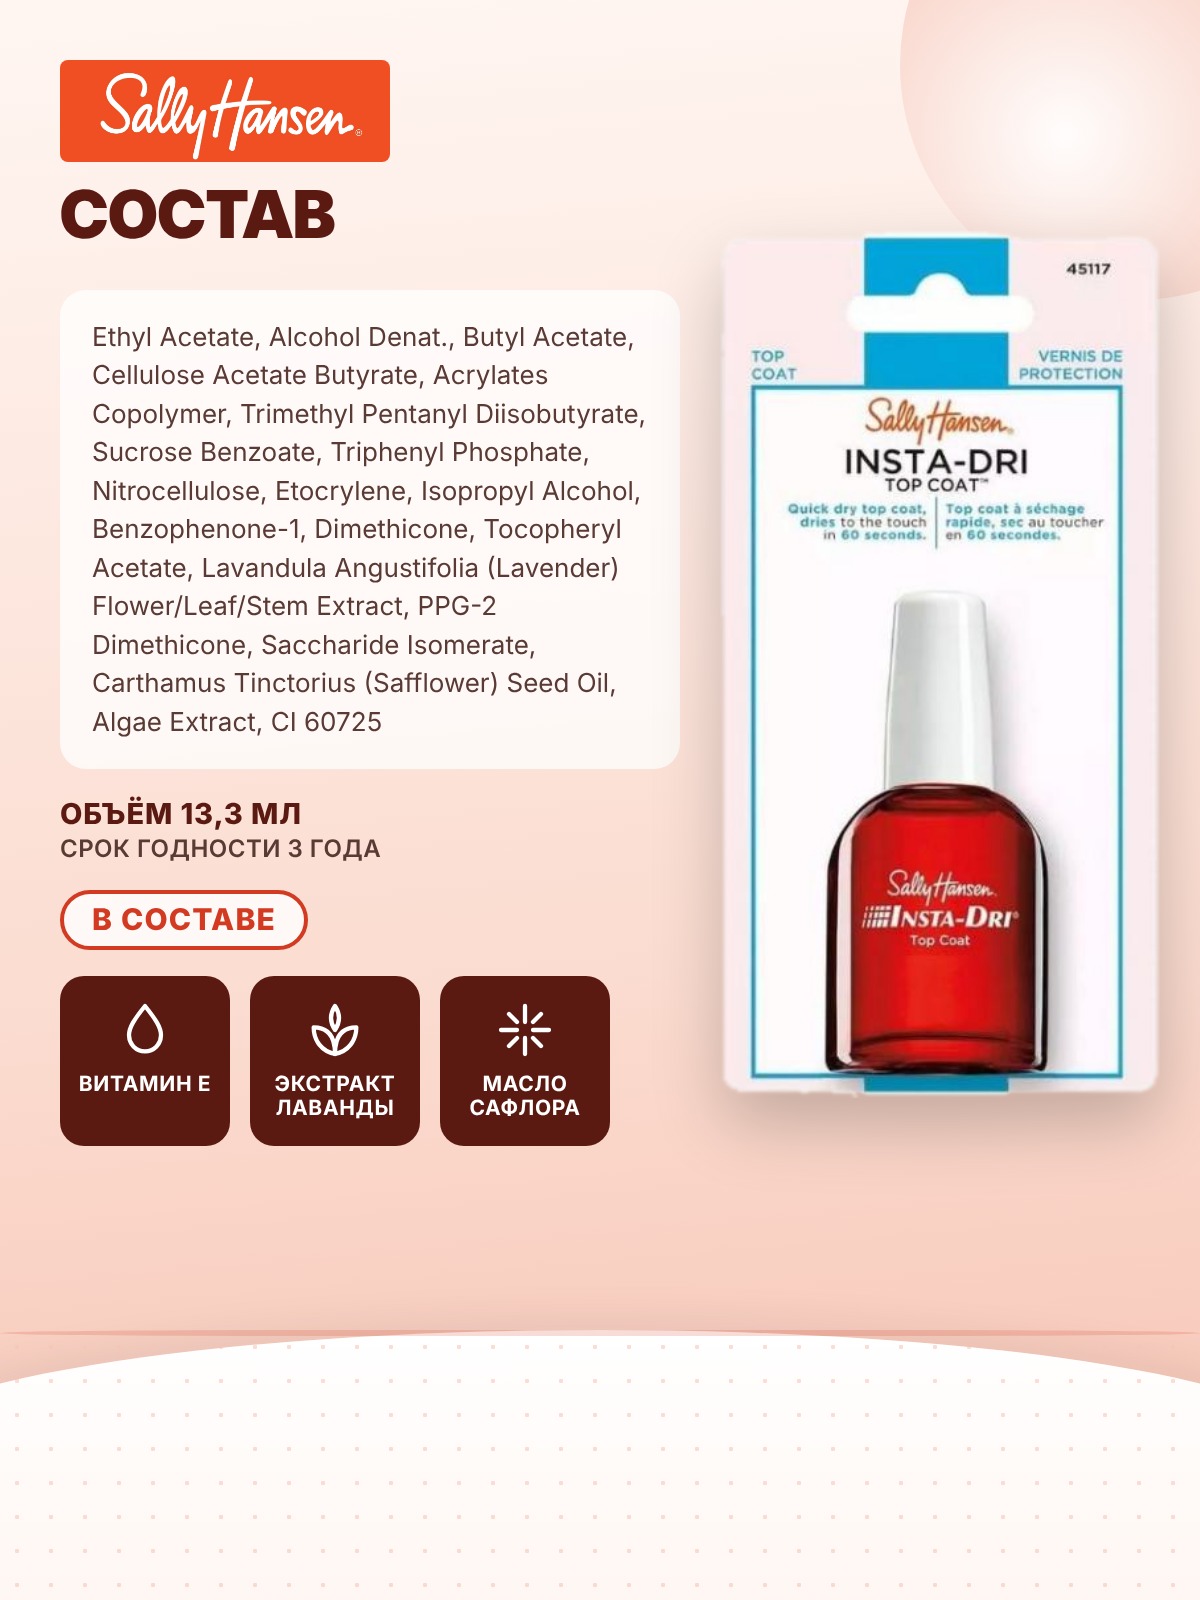 Sally Hansen®
СОСТАВ
Ethyl Acetate, Alcohol Denat., Butyl Acetate,
Cellulose Acetate Butyrate, Acrylates
Copolymer, Trimethyl Pentanyl Diisobutyrate,
Sucrose Benzoate, Triphenyl Phosphate,
Nitrocellulose, Etocrylene, Isopropyl Alcohol,
Benzophenone-1, Dimethicone, Tocopheryl
Acetate, Lavandula Angustifolia (Lavender)
Flower/Leaf/Stem Extract, PPG-2
Dimethicone, Saccharide Isomerate,
Carthamus Tinctorius (Safflower) Seed Oil,
Algae Extract, CI 60725
ОБЪЁМ 13,3 МЛ
СРОК ГОДНОСТИ 3 ГОДА
В СОСТАВЕ
ВИТАМИН Е
ЭКСТРАКТ
ЛАВАНДЫ
МАСЛО
САФЛОРА
45117
TOP
COAT
VERNIS DE
PROTECTION
Sally Hansen®
INSTA-DRI
TOP COAT™
Quick dry top coat,
dries to the touch
in 60 seconds.
Top coat à séchage
rapide, sec au toucher
en 60 secondes.
Sally Hansen
INSTA-DRI®
Top Coat